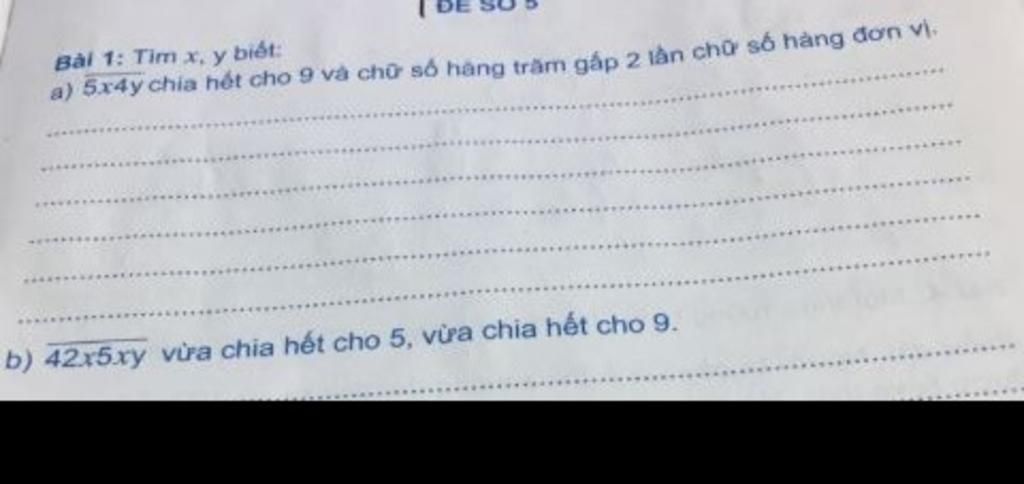 ĐỀ SỐ 5
Bài 1: Tìm x, y biết:
a) 5x4y chia hết cho 9 và chữ số hàng trăm gấp 2 lần chữ số hàng đơn vị.
b) 42x5xy vừa chia hết cho 5, vừa chia hết cho 9.